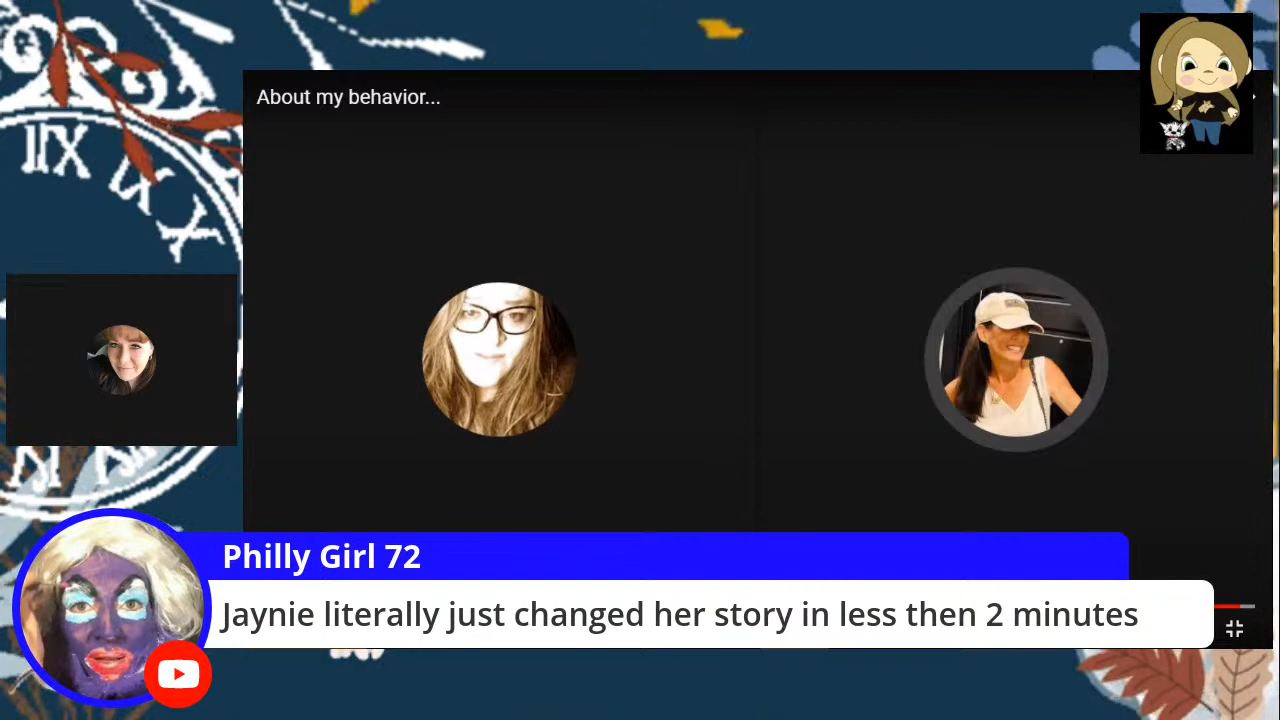 About my behavior...
Philly Girl 72
Jaynie literally just changed her story in less then 2 minutes